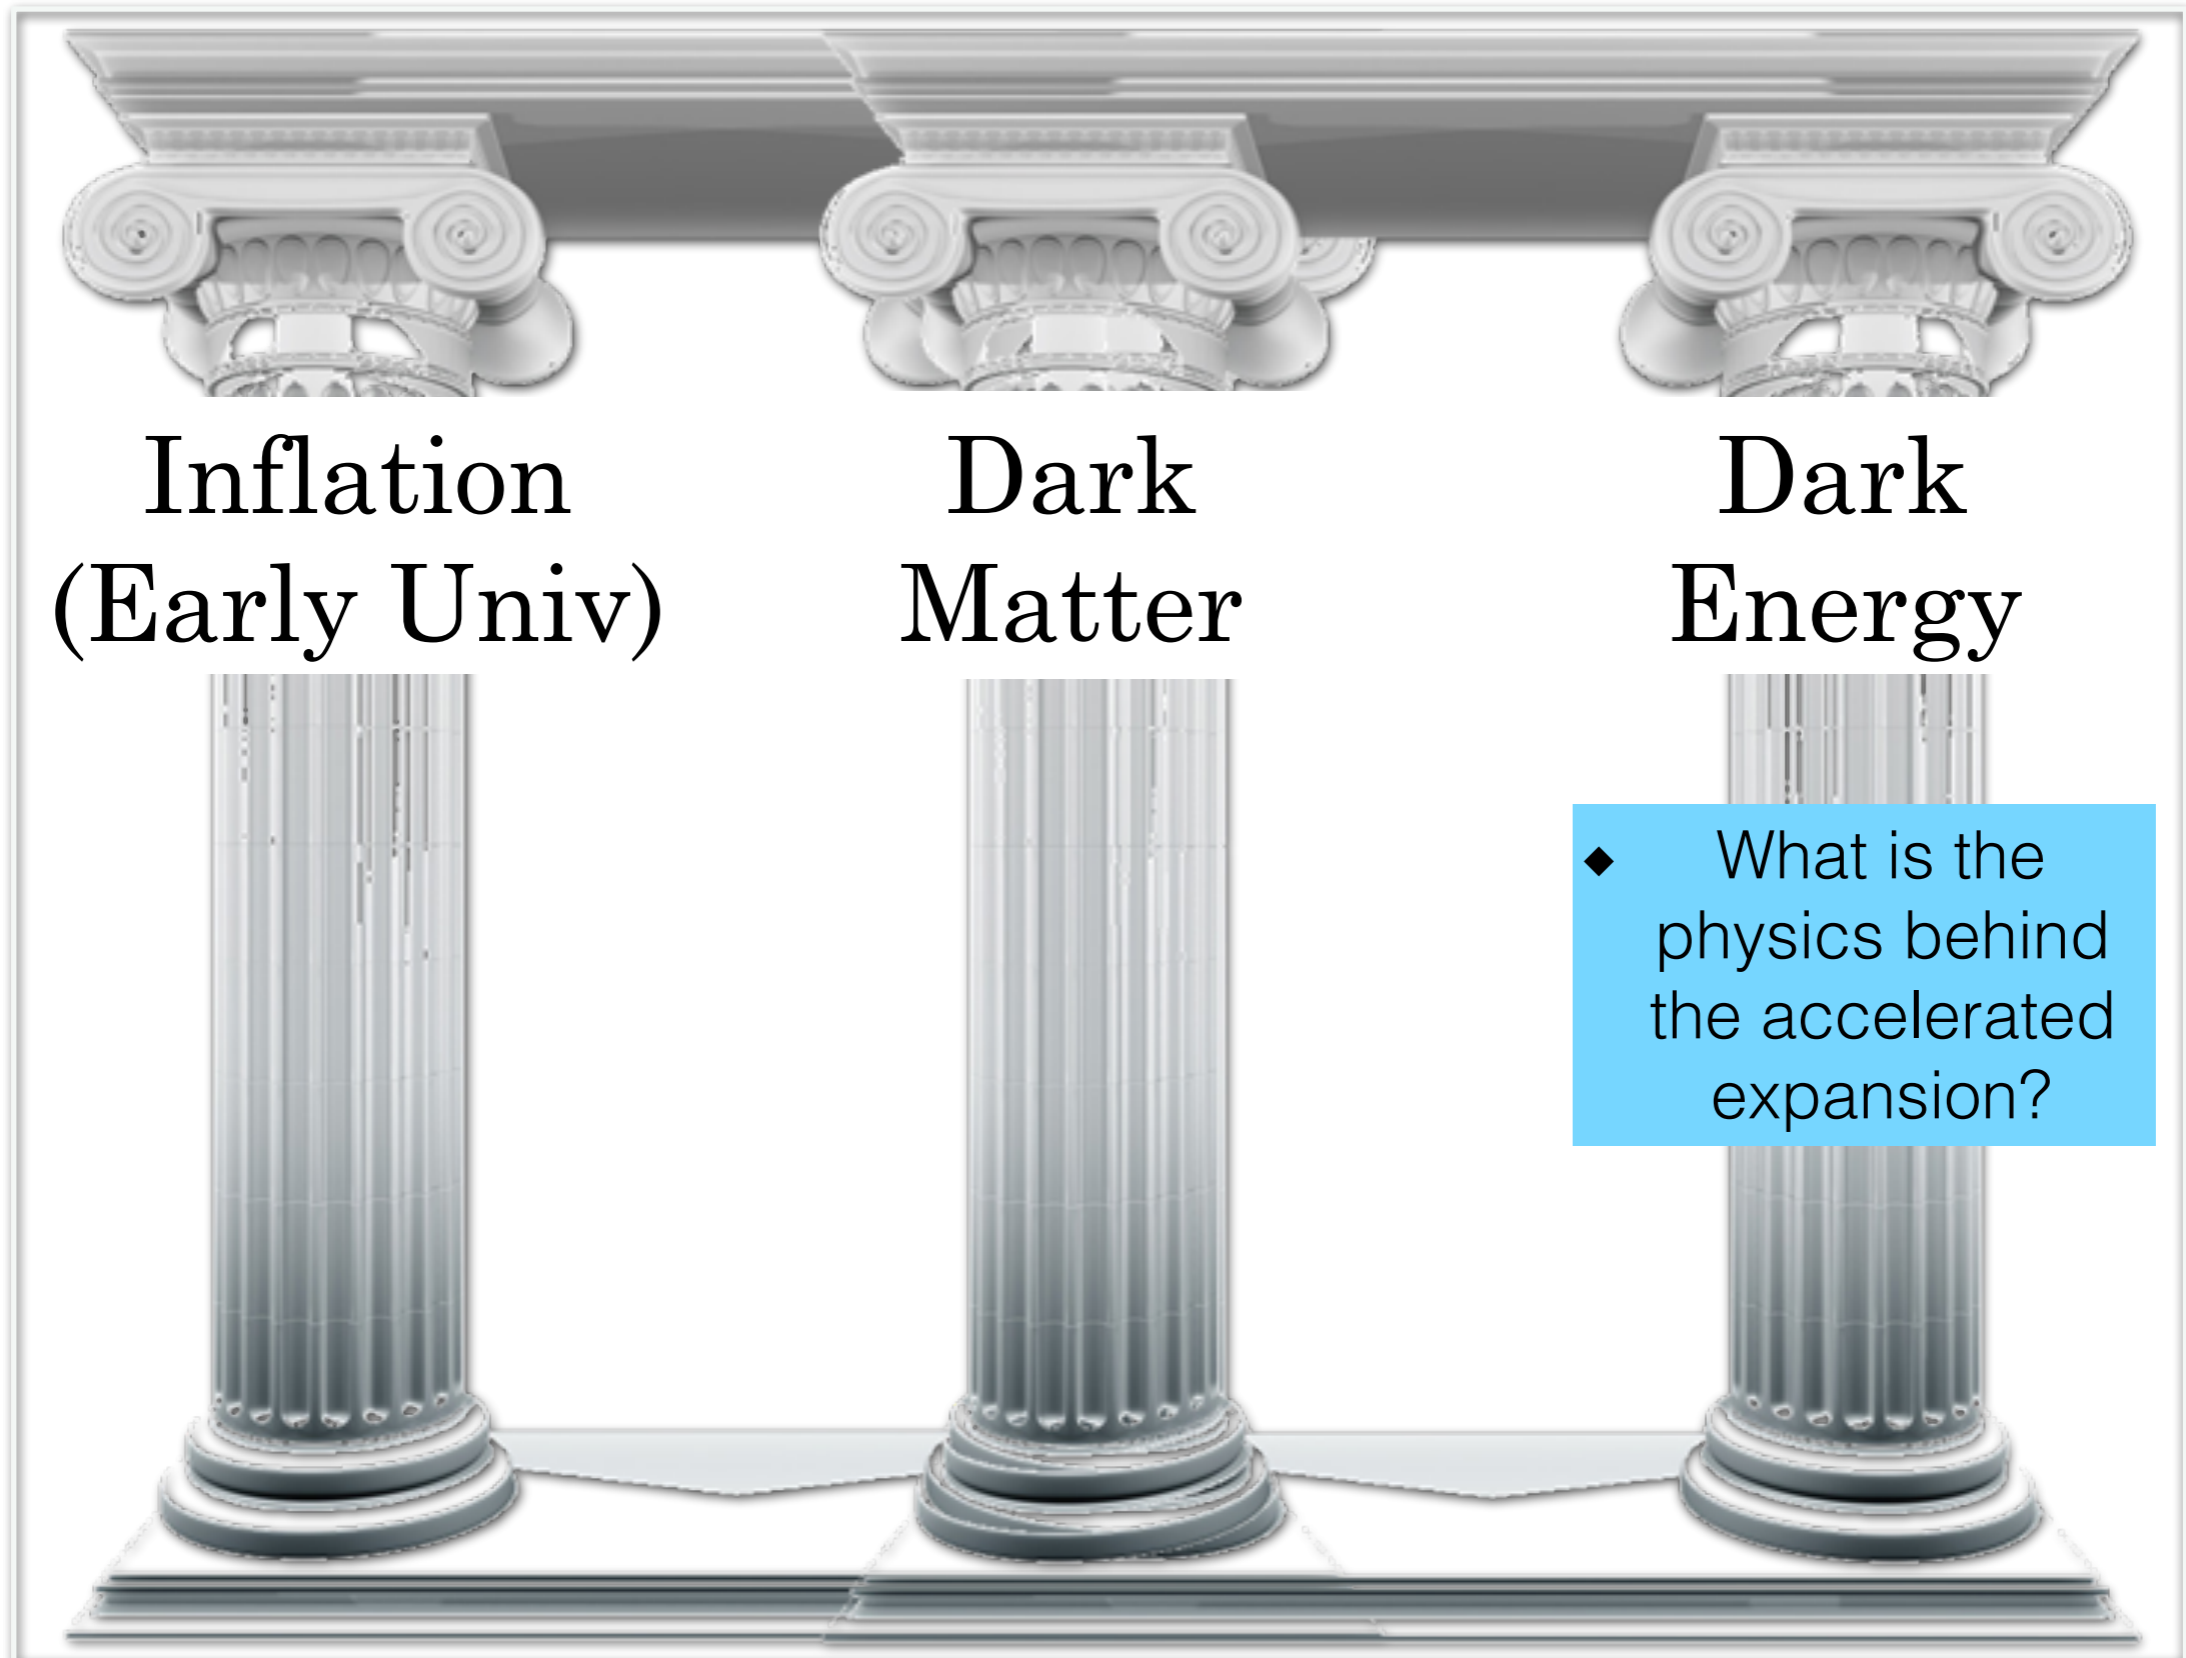 Inflation
(Early Univ)
Dark
Matter
Dark
Energy
◆ What is the
physics behind
the accelerated
expansion?